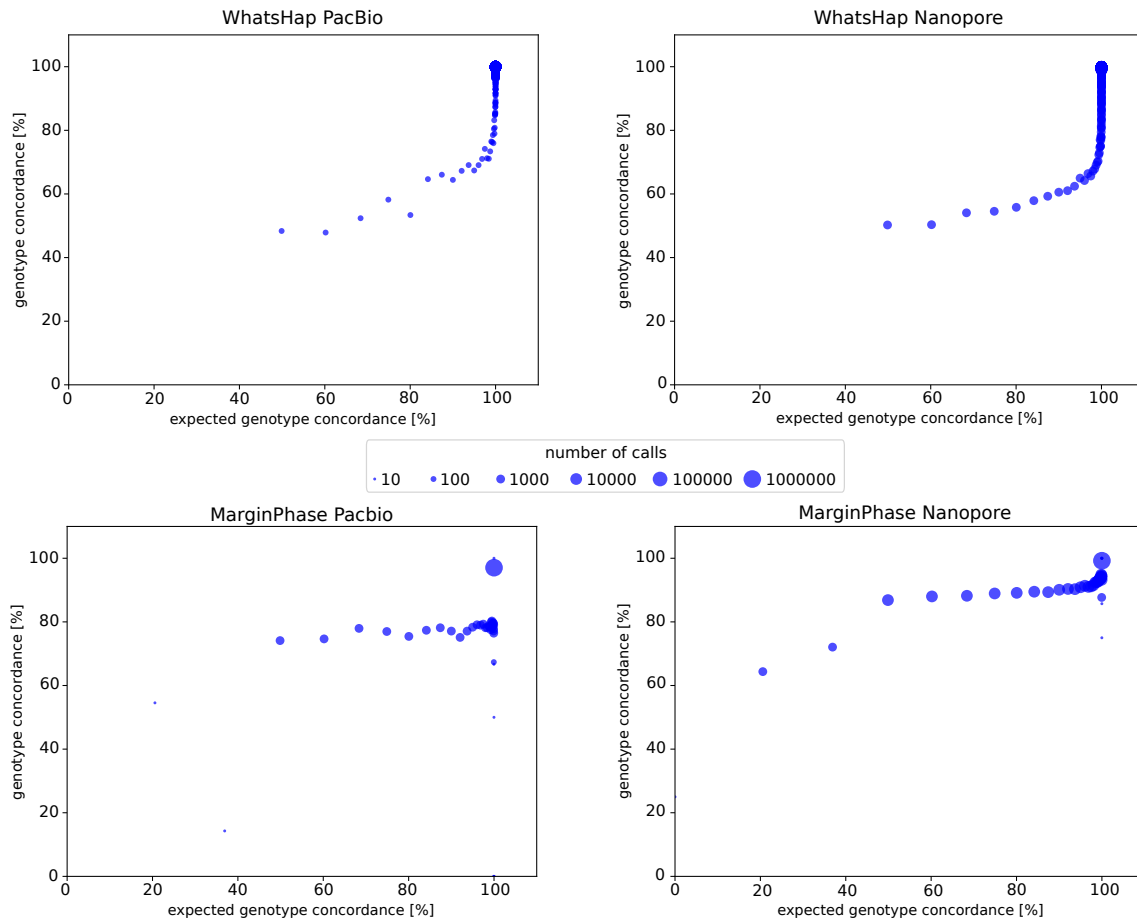 WhatsHap PacBio
genotype concordance [%]
100
80
60
40
20
0
0 20 40 60 80 100
expected genotype concordance [%]
WhatsHap Nanopore
genotype concordance [%]
100
80
60
40
20
0
0 20 40 60 80 100
expected genotype concordance [%]
number of calls
10 100 1000 10000 100000 1000000
MarginPhase Pacbio
genotype concordance [%]
100
80
60
40
20
0
0 20 40 60 80 100
expected genotype concordance [%]
MarginPhase Nanopore
genotype concordance [%]
100
80
60
40
20
0
0 20 40 60 80 100
expected genotype concordance [%]